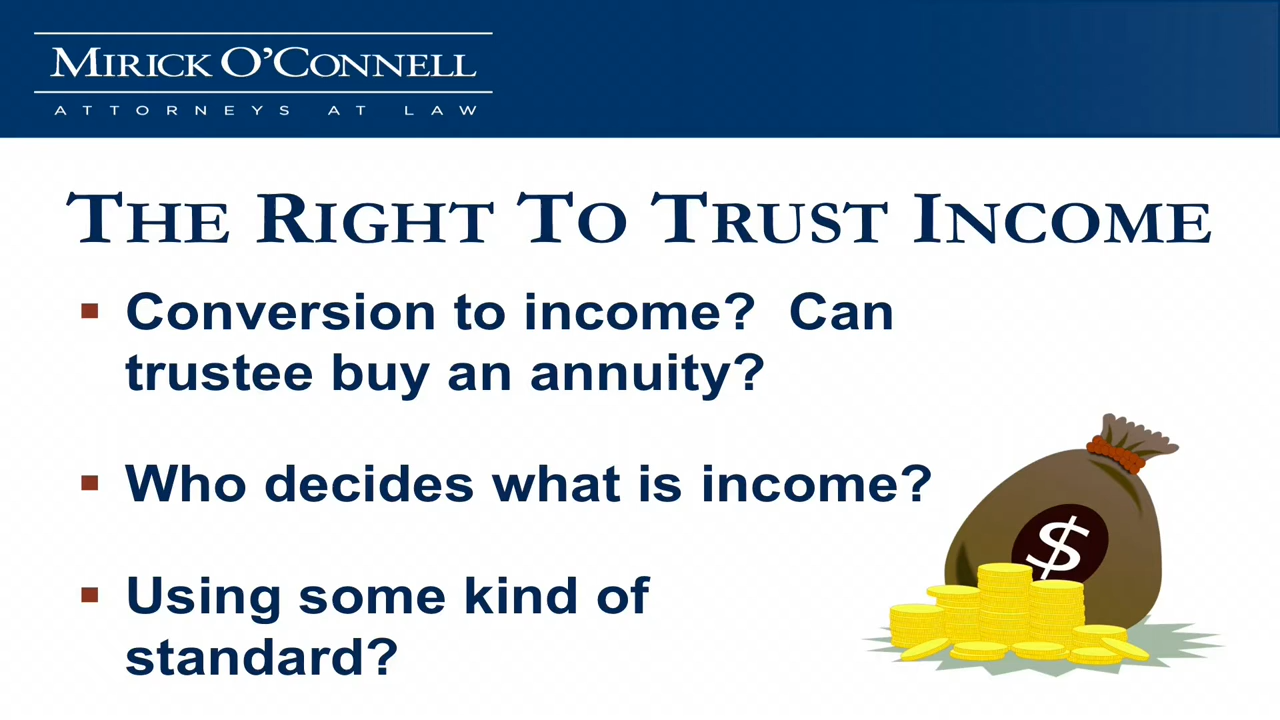 MIRICK O'CONNELL
ATTORNEYS AT LAW
THE RIGHT TO TRUST INCOME
▪ Conversion to income? Can
trustee buy an annuity?
▪ Who decides what is income?
▪ Using some kind of
standard?
$